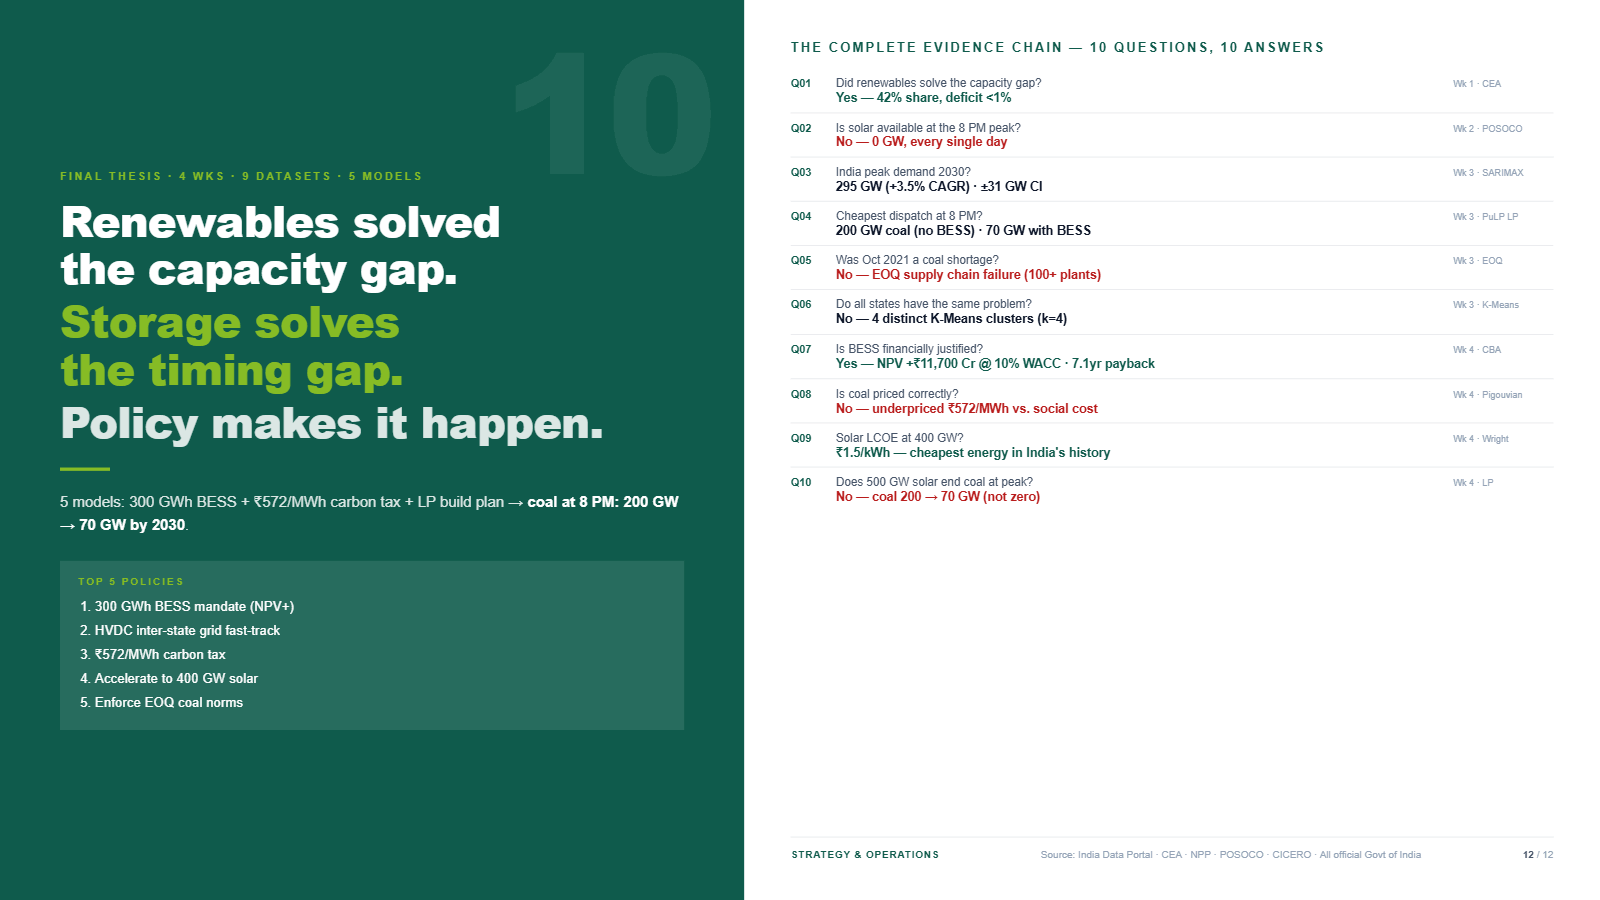 10
FINAL THESIS · 4 WKS · 9 DATASETS · 5 MODELS
Renewables solved
the capacity gap.
Storage solves
the timing gap.
Policy makes it happen.
5 models: 300 GWh BESS + ₹572/MWh carbon tax + LP build plan → coal at 8 PM: 200 GW
→ 70 GW by 2030.
TOP 5 POLICIES
1. 300 GWh BESS mandate (NPV+)
2. HVDC inter-state grid fast-track
3. ₹572/MWh carbon tax
4. Accelerate to 400 GW solar
5. Enforce EOQ coal norms
THE COMPLETE EVIDENCE CHAIN — 10 QUESTIONS, 10 ANSWERS
Q01 Did renewables solve the capacity gap? Wk 1 · CEA
Yes — 42% share, deficit <1%
Q02 Is solar available at the 8 PM peak? Wk 2 · POSOCO
No — 0 GW, every single day
Q03 India peak demand 2030? Wk 3 · SARIMAX
295 GW (+3.5% CAGR) · ±31 GW CI
Q04 Cheapest dispatch at 8 PM? Wk 3 · PuLP LP
200 GW coal (no BESS) · 70 GW with BESS
Q05 Was Oct 2021 a coal shortage? Wk 3 · EOQ
No — EOQ supply chain failure (100+ plants)
Q06 Do all states have the same problem? Wk 3 · K-Means
No — 4 distinct K-Means clusters (k=4)
Q07 Is BESS financially justified? Wk 4 · CBA
Yes — NPV +₹11,700 Cr @ 10% WACC · 7.1yr payback
Q08 Is coal priced correctly? Wk 4 · Pigouvian
No — underpriced ₹572/MWh vs. social cost
Q09 Solar LCOE at 400 GW? Wk 4 · Wright
₹1.5/kWh — cheapest energy in India's history
Q10 Does 500 GW solar end coal at peak? Wk 4 · LP
No — coal 200 → 70 GW (not zero)
STRATEGY & OPERATIONS Source: India Data Portal · CEA · NPP · POSOCO · CICERO · All official Govt of India 12 / 12